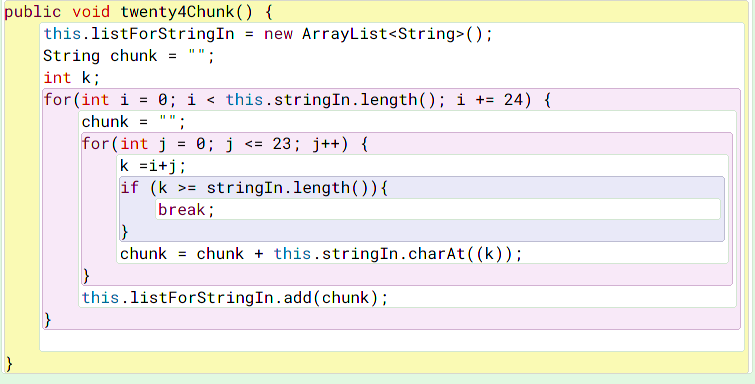 public void twenty4Chunk() {
this.listForStringIn = new ArrayList<String>();
String chunk = "";
int k;
for(int i = 0; i < this.stringIn.length(); i += 24) {
chunk = "";
for(int j = 0; j <= 23; j++) {
k =i+j;
if (k >= stringIn.length()){
break;
}
chunk = chunk + this.stringIn.charAt((k));
}
this.listForStringIn.add(chunk);
}
}